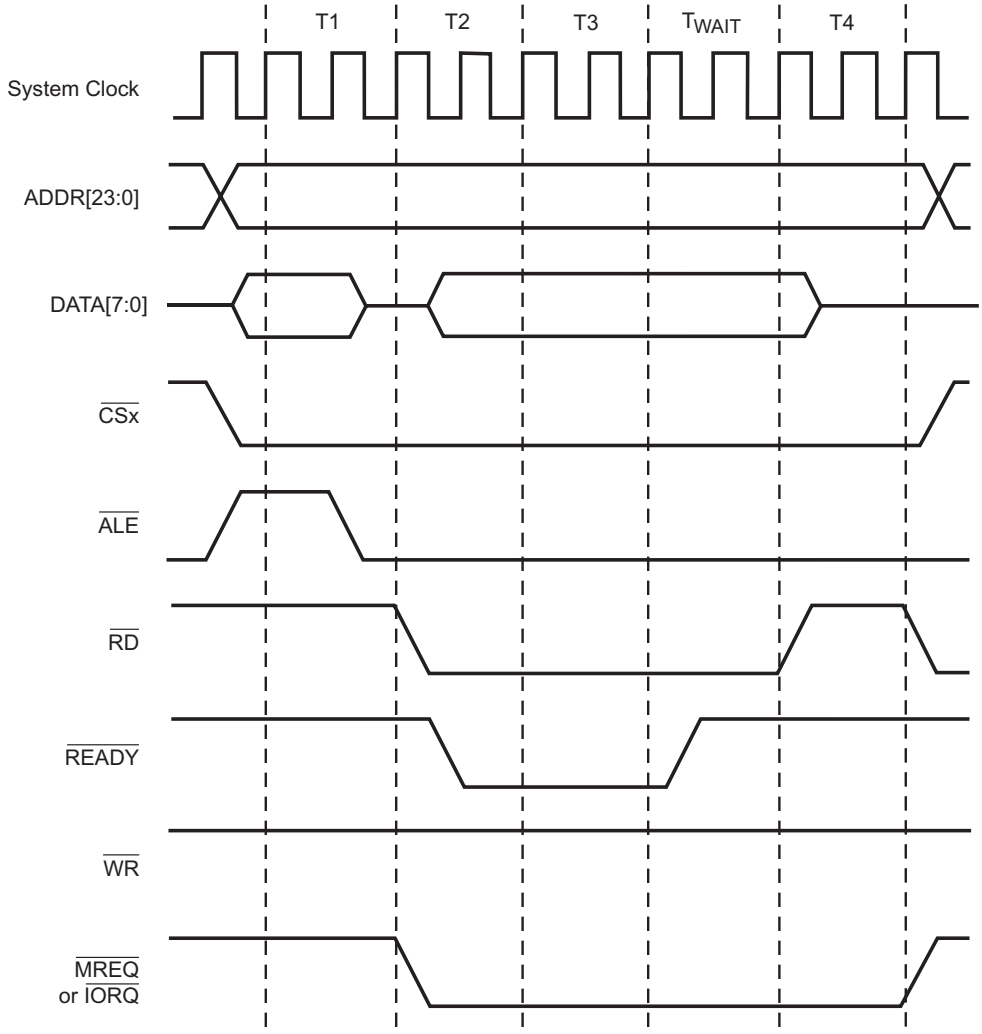 T1 T2 T3 TWAIT T4
System Clock
ADDR[23:0]
DATA[7:0]
CSx
ALE
RD
READY
WR
MREQ
or IORQ